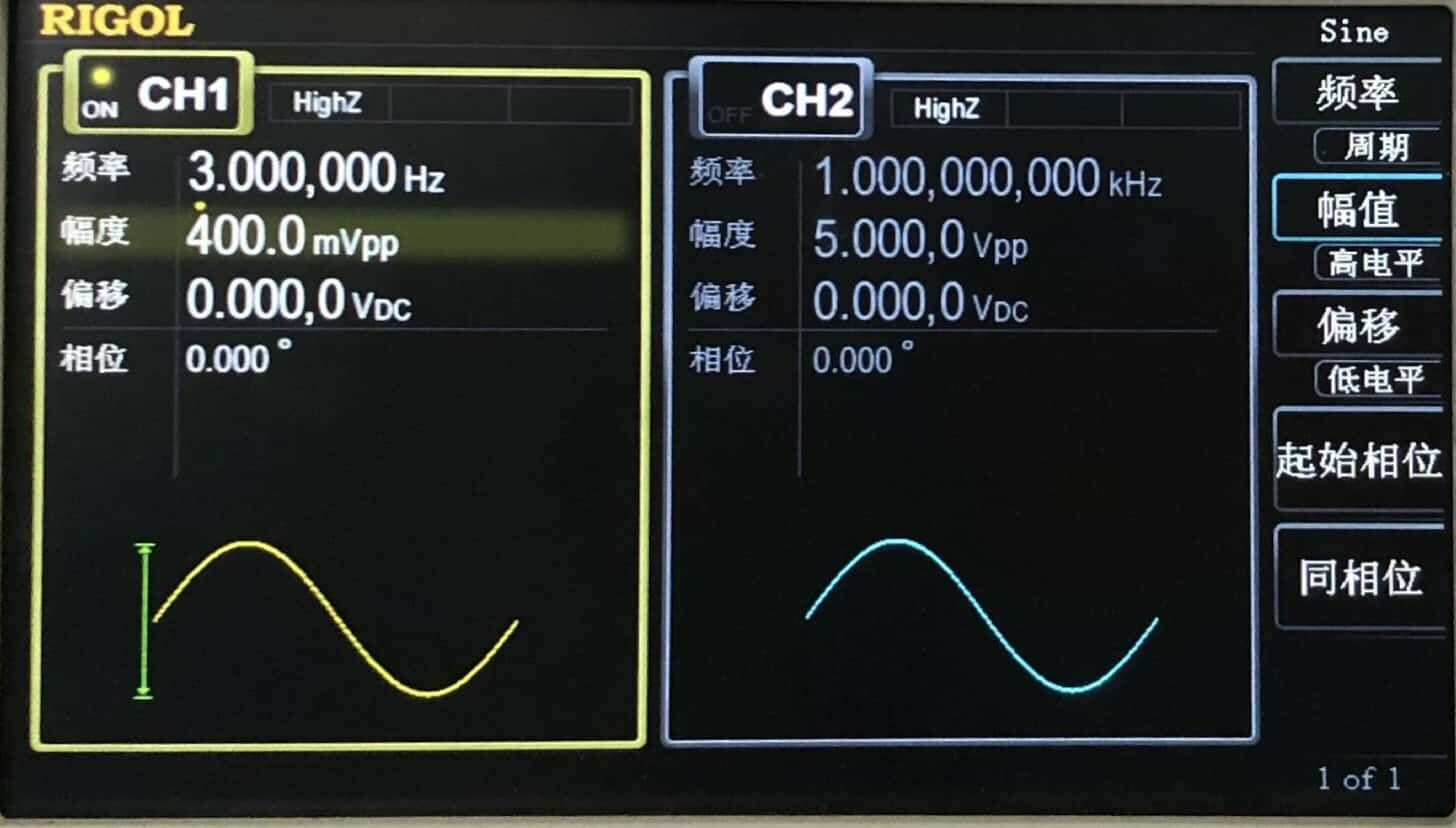 RIGOL
Sine
ON CH1 HighZ
频率 3.000,000 Hz
幅度 400.0 mVpp
偏移 0.000,0 VDC
相位 0.000°
OFF CH2 HighZ
频率 1.000,000,000 kHz
幅度 5.000,0 Vpp
偏移 0.000,0 VDC
相位 0.000°
频率
周期
幅值
高电平
偏移
低电平
起始相位
同相位
1 of 1